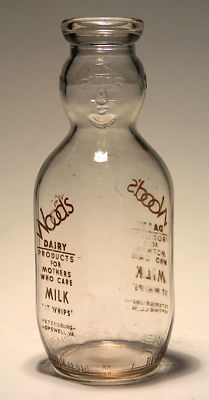 Wood's
DAIRY
PRODUCTS
FOR
MOTHERS
WHO CARE
MILK
"IT WHIPS"
PETERSBURG-
HOPEWELL, VA.